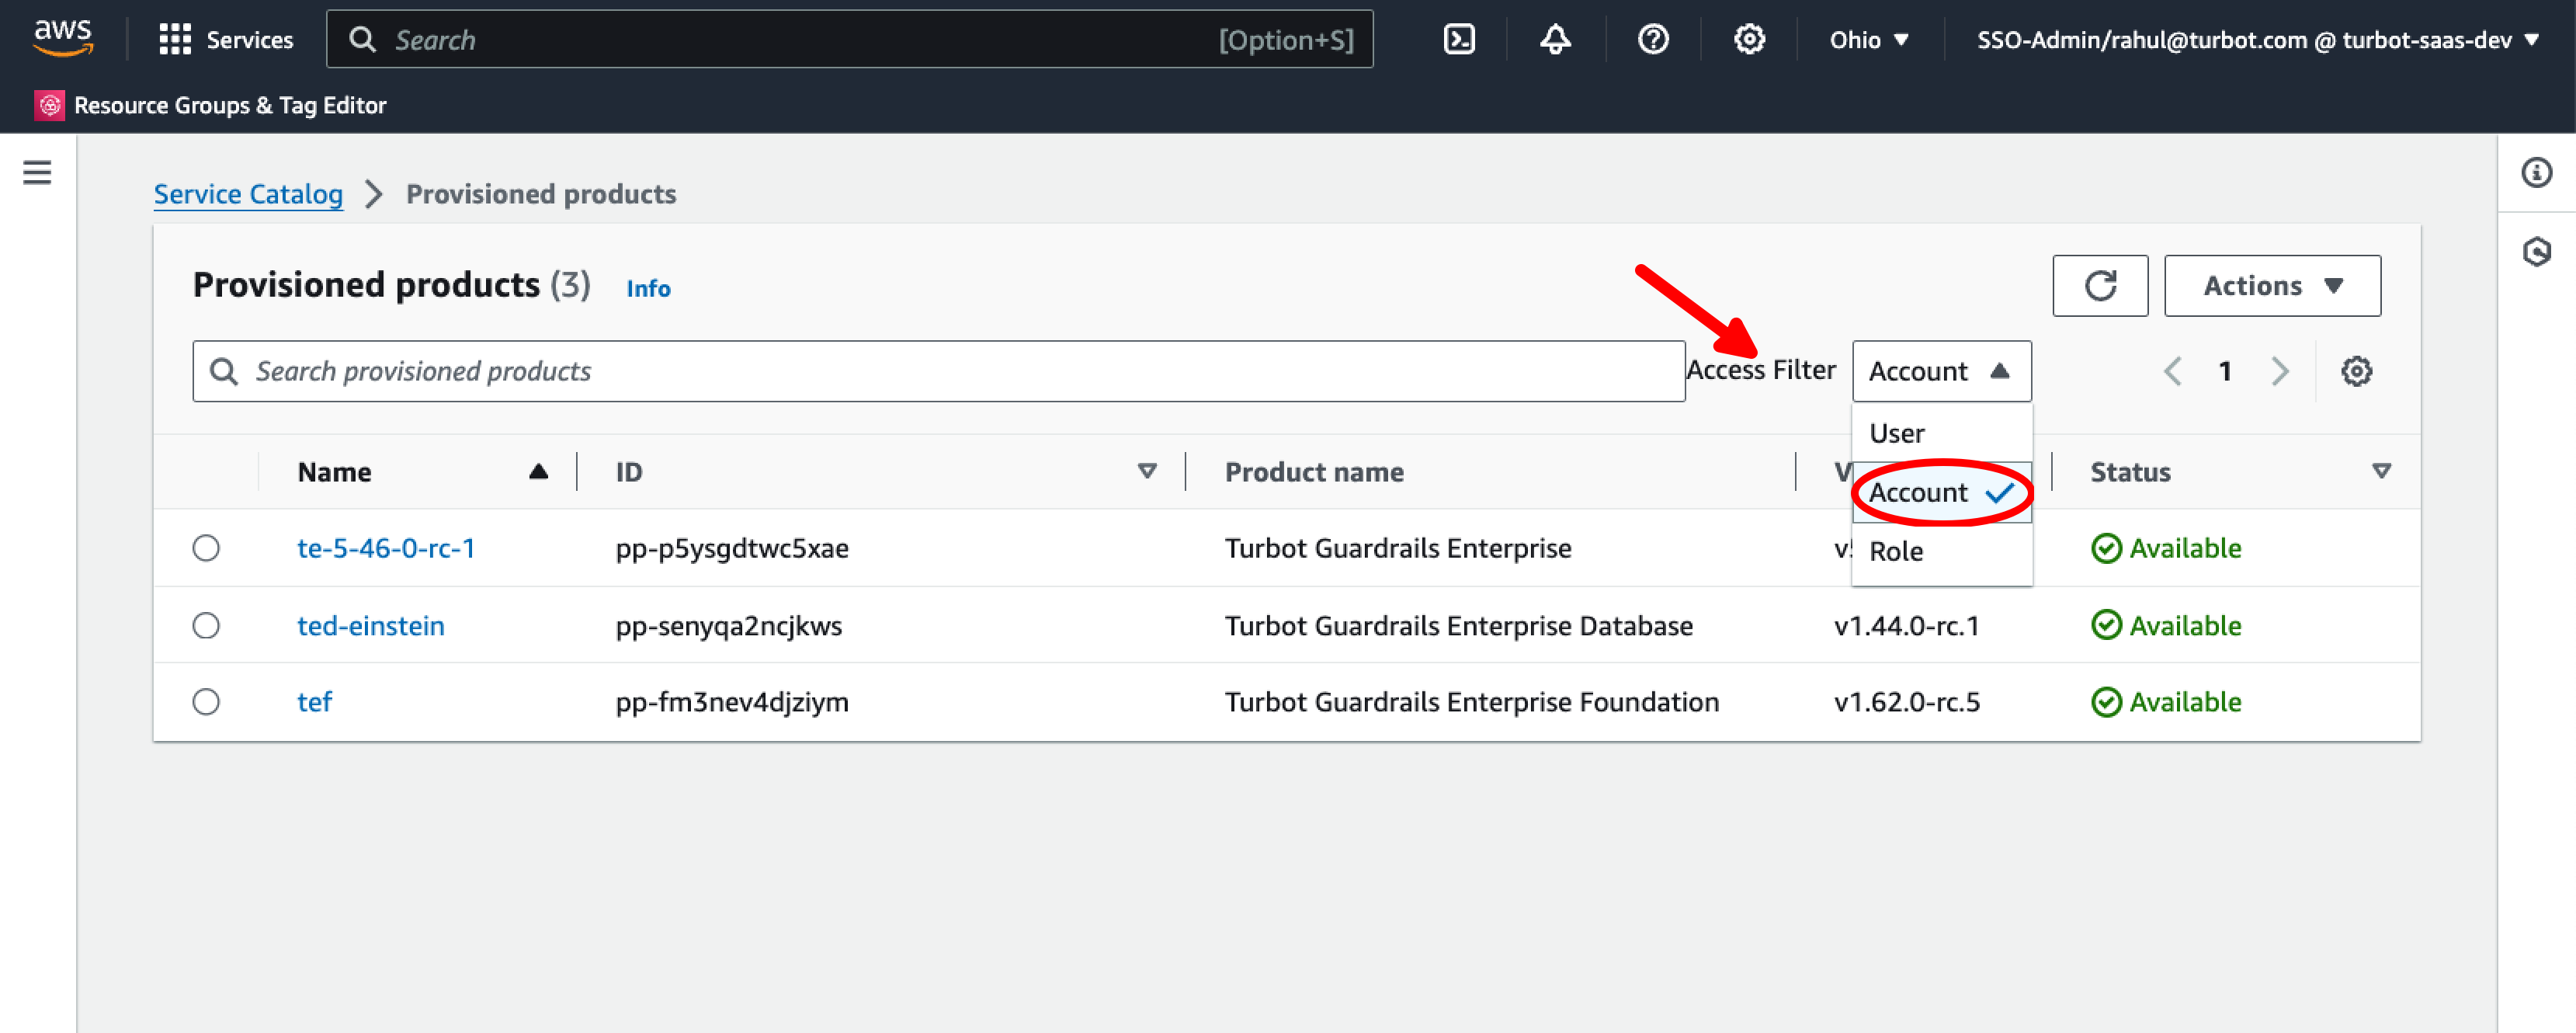 aws
Services
Search
[Option+S]
Ohio
SSO-Admin/rahul@turbot.com @ turbot-saas-dev
Resource Groups & Tag Editor
Service Catalog
Provisioned products
Provisioned products (3)
Info
Actions
Search provisioned products
Access Filter
Account
1
User
Account
Role
Name
ID
Product name
V
Status
te-5-46-0-rc-1
pp-p5ysgdtwc5xae
Turbot Guardrails Enterprise
Available
ted-einstein
pp-senyqa2ncjkws
Turbot Guardrails Enterprise Database
v1.44.0-rc.1
Available
tef
pp-fm3nev4djziym
Turbot Guardrails Enterprise Foundation
v1.62.0-rc.5
Available